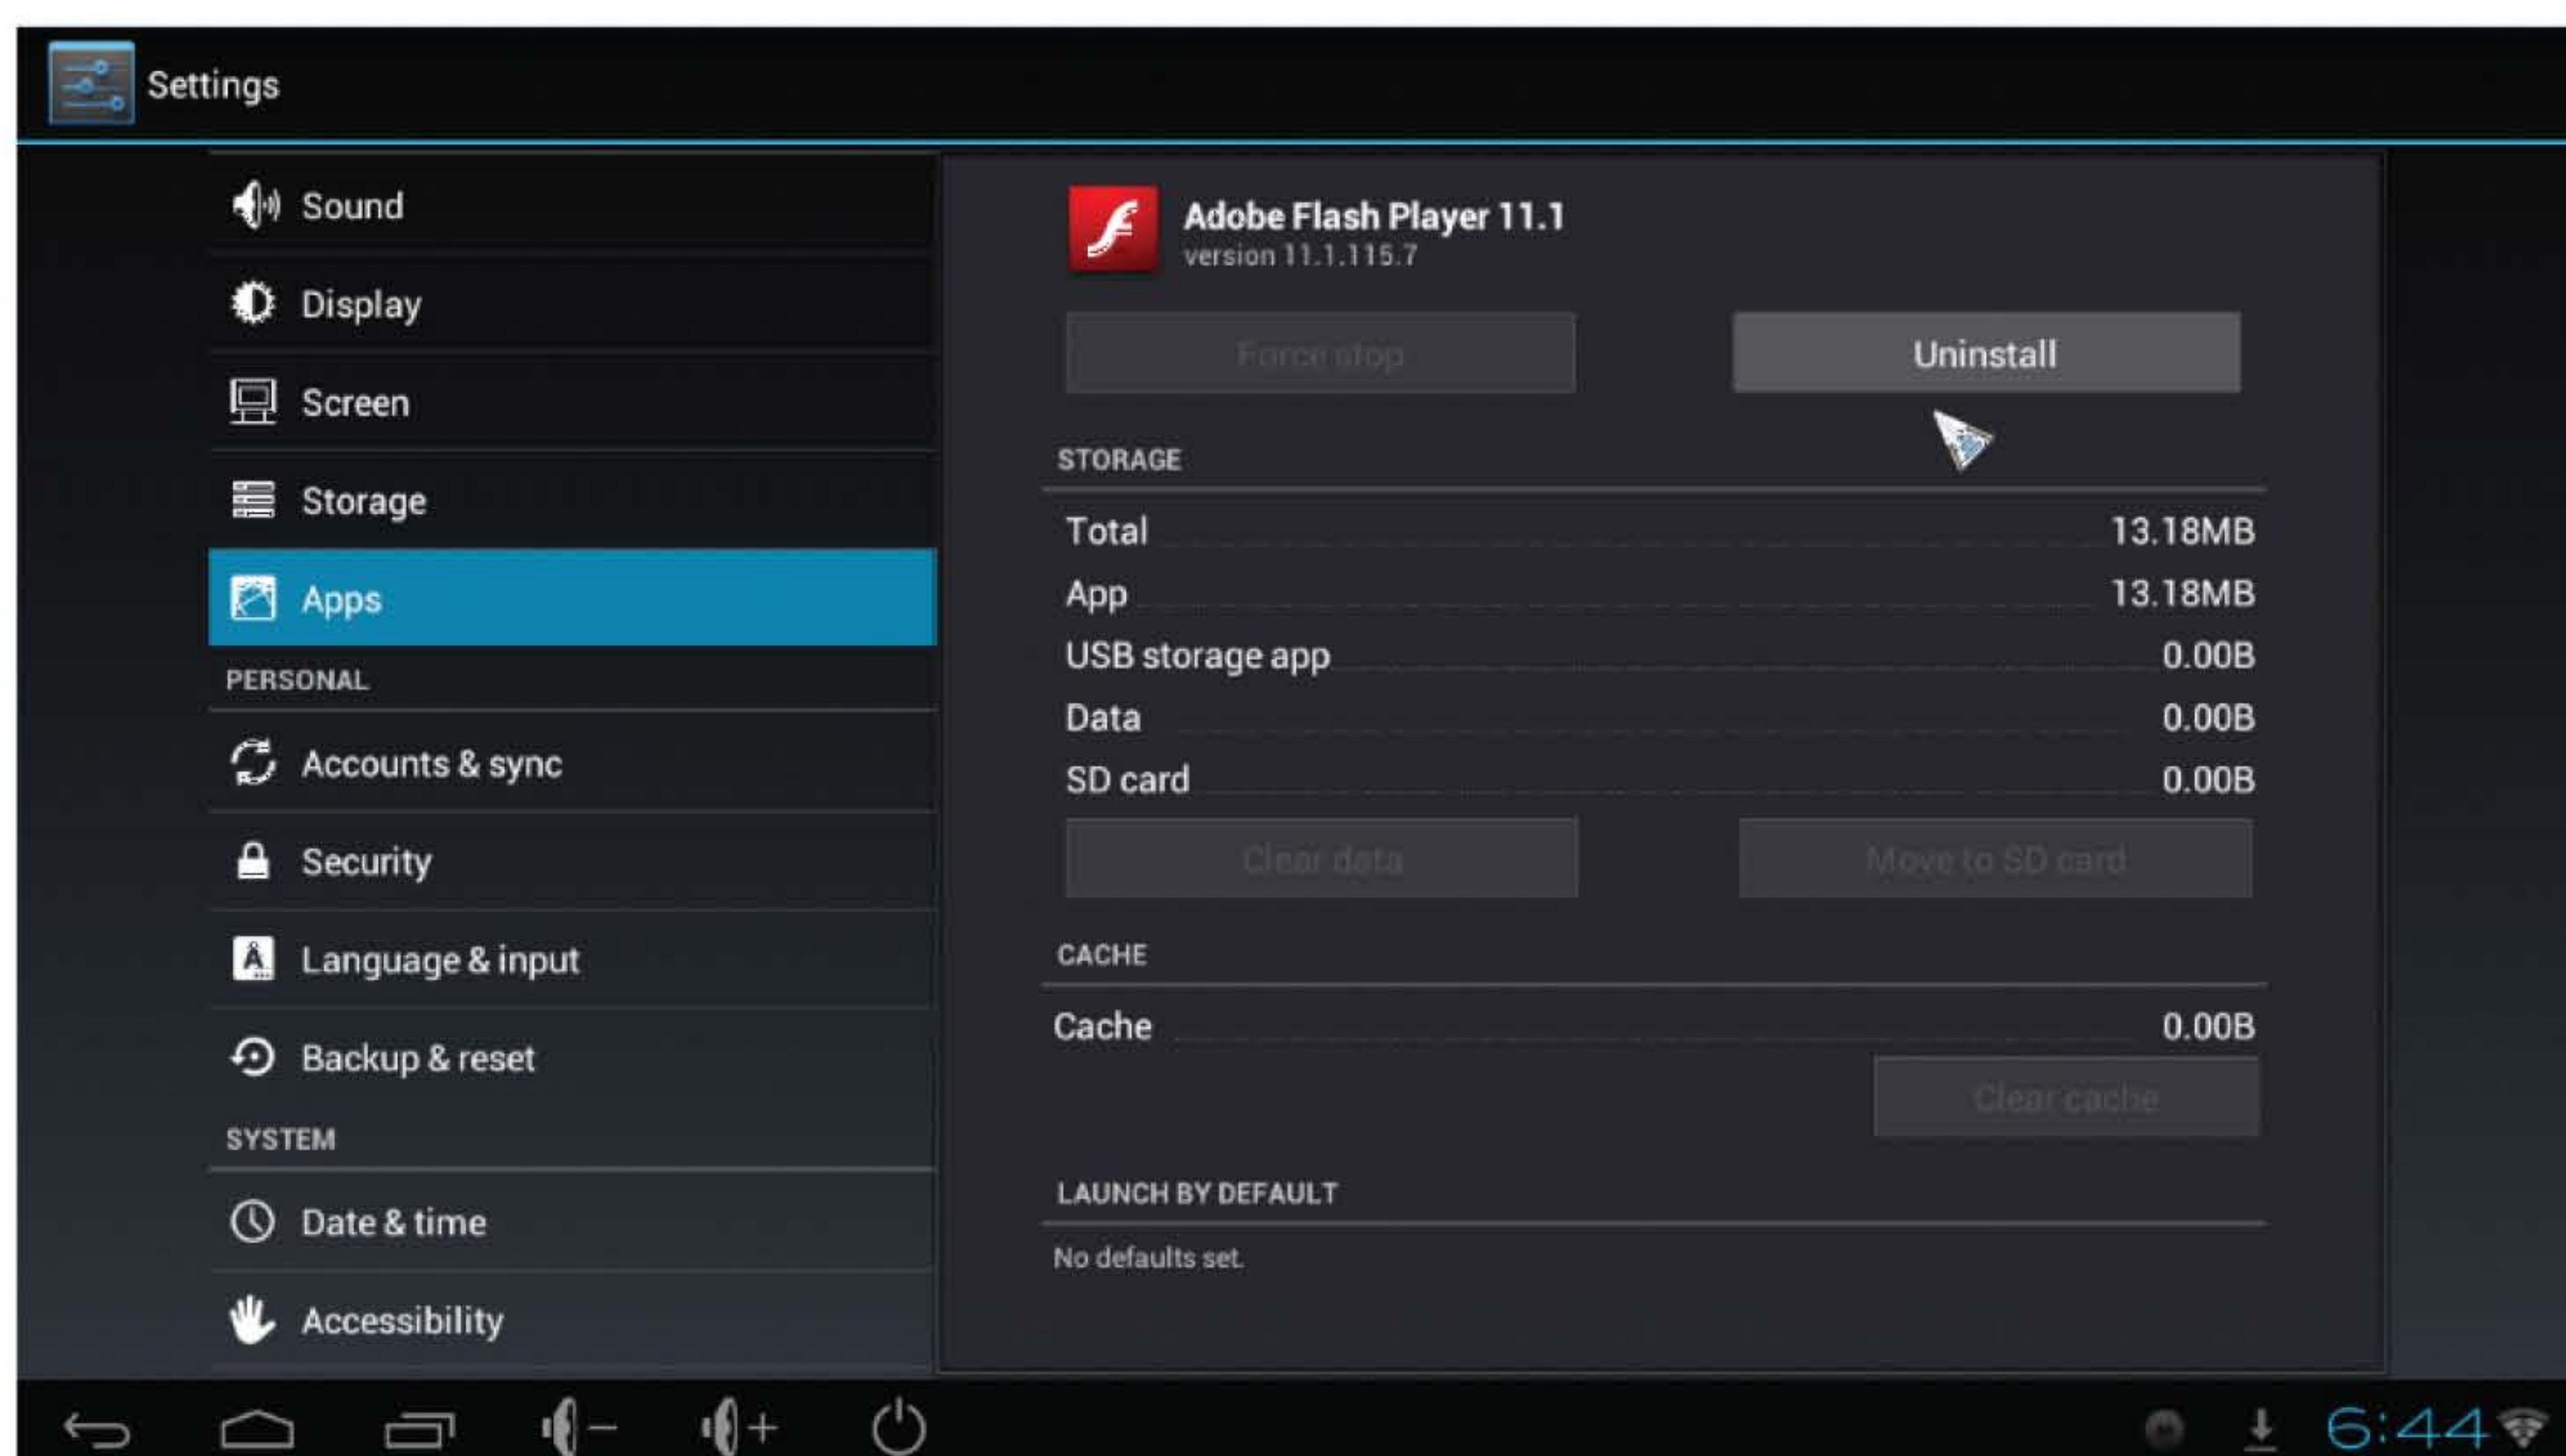 Settings
Sound
Display
Screen
Storage
Apps
PERSONAL
Accounts & sync
Security
Language & input
Backup & reset
SYSTEM
Date & time
Accessibility
Adobe Flash Player 11.1
version 11.1.115.7
Force stop
Uninstall
STORAGE
Total 13.18MB
App 13.18MB
USB storage app 0.00B
Data 0.00B
SD card 0.00B
Clear data
Move to SD card
CACHE
Cache 0.00B
Clear cache
LAUNCH BY DEFAULT
No defaults set.
6:44